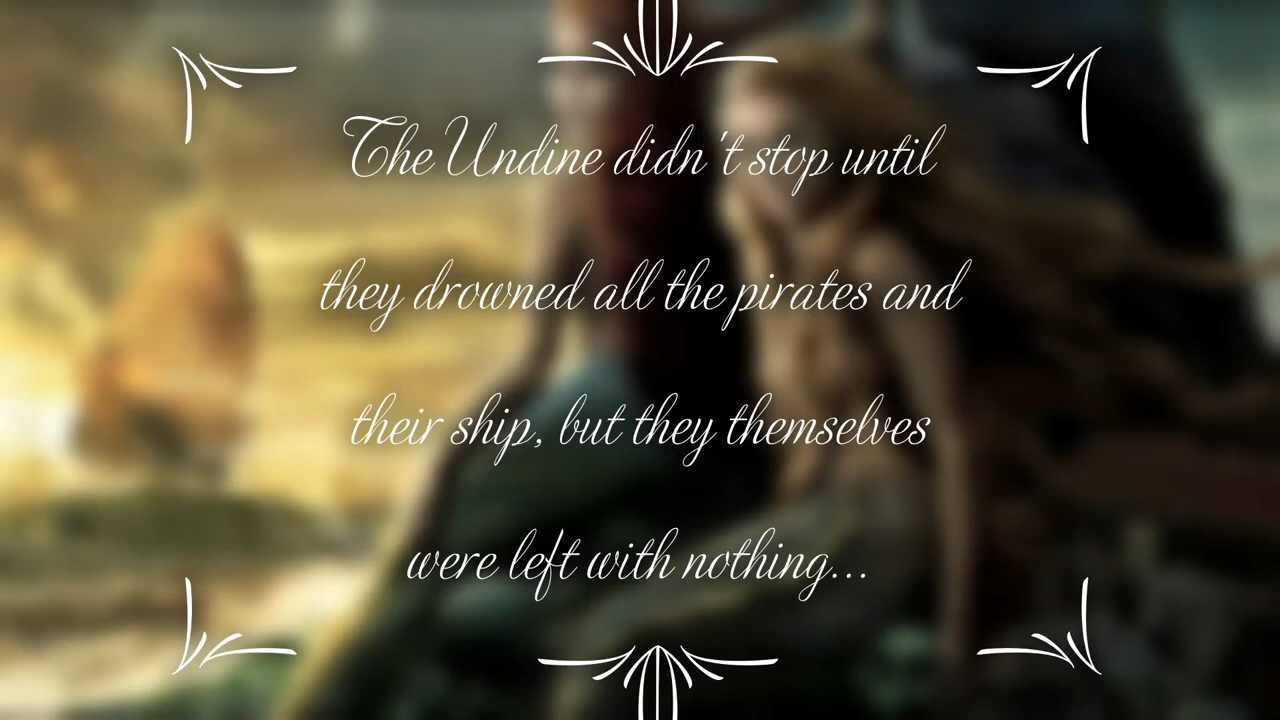 The Undine didn't stop until
they drowned all the pirates and
their ship, but they themselves
were left with nothing...